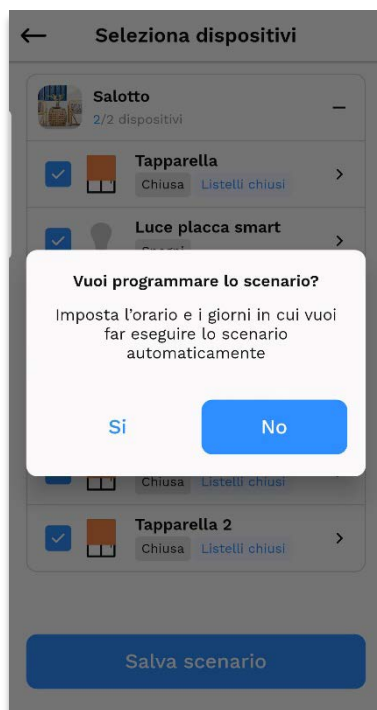 Seleziona dispositivi
Salotto
2/2 dispositivi
Tapparella
Chiusa Listelli chiusi
Luce placca smart
Vuoi programmare lo scenario?
Imposta l'orario e i giorni in cui vuoi
far eseguire lo scenario
automaticamente
Si No
Chiusa Listelli chiusi
Tapparella 2
Chiusa Listelli chiusi
Salva scenario